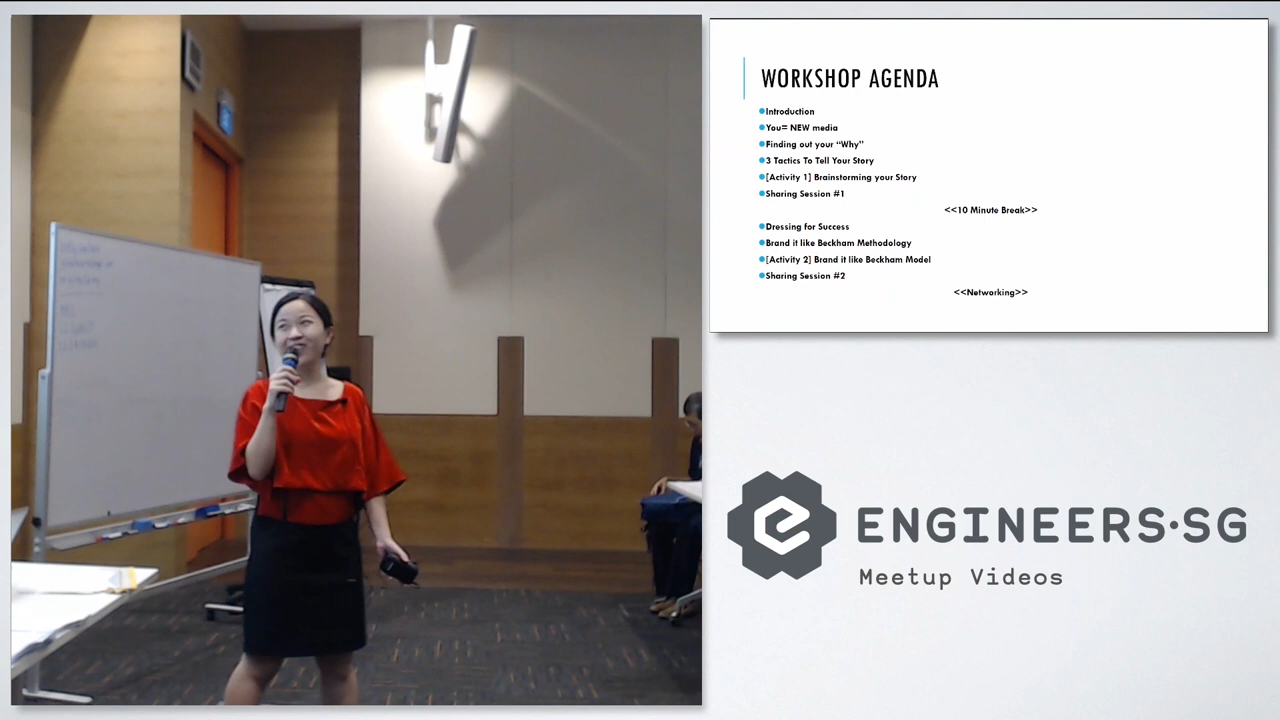 WORKSHOP AGENDA
Introduction
You= NEW media
Finding out your “Why”
3 Tactics To Tell Your Story
[Activity 1] Brainstorming your Story
Sharing Session #1
<<10 Minute Break>>
Dressing for Success
Brand it like Beckham Methodology
[Activity 2] Brand it like Beckham Model
Sharing Session #2
<<Networking>>
ENGINEERS·SG
Meetup Videos